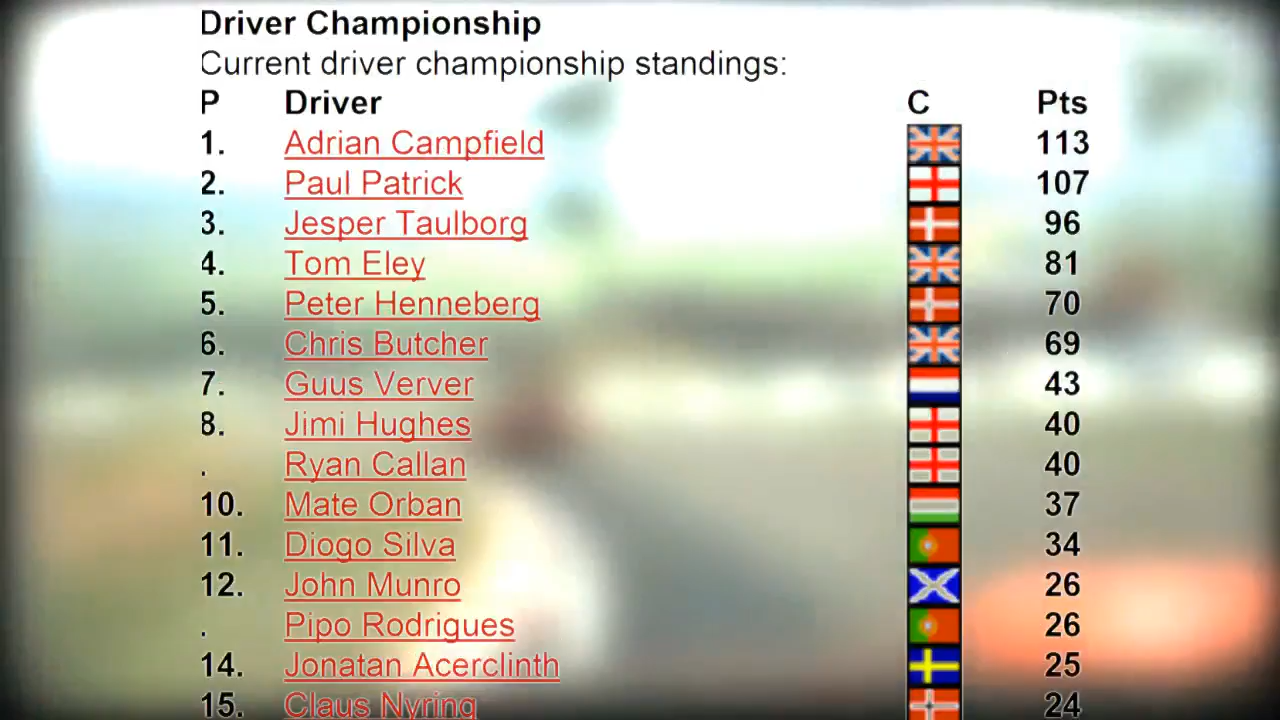 Driver Championship
Current driver championship standings:
P Driver C Pts
1. Adrian Campfield 113
2. Paul Patrick 107
3. Jesper Taulborg 96
4. Tom Eley 81
5. Peter Henneberg 70
6. Chris Butcher 69
7. Guus Verver 43
8. Jimi Hughes 40
. Ryan Callan 40
10. Mate Orban 37
11. Diogo Silva 34
12. John Munro 26
. Pipo Rodrigues 26
14. Jonatan Acerclinth 25
15. Claus Nyring 24